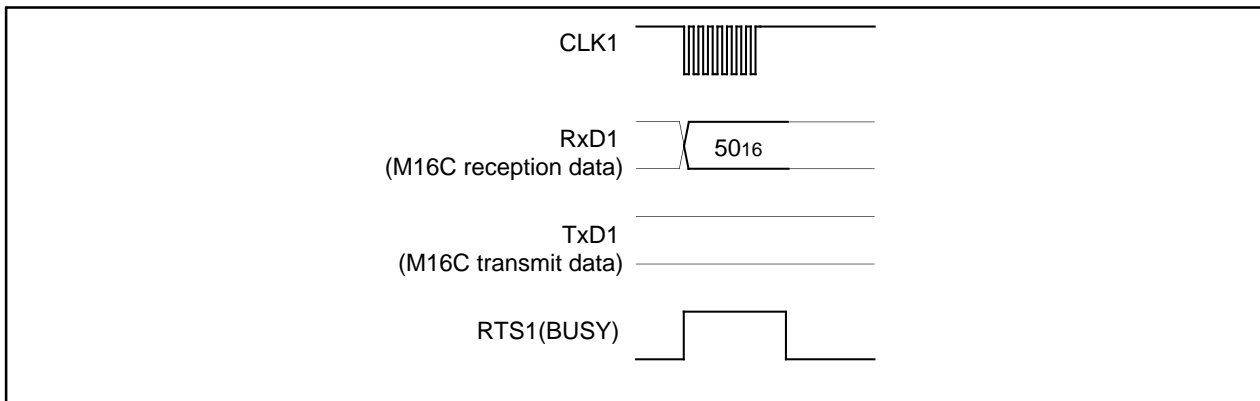 CLK1
RxD1
(M16C reception data)
5016
TxD1
(M16C transmit data)
RTS1(BUSY)